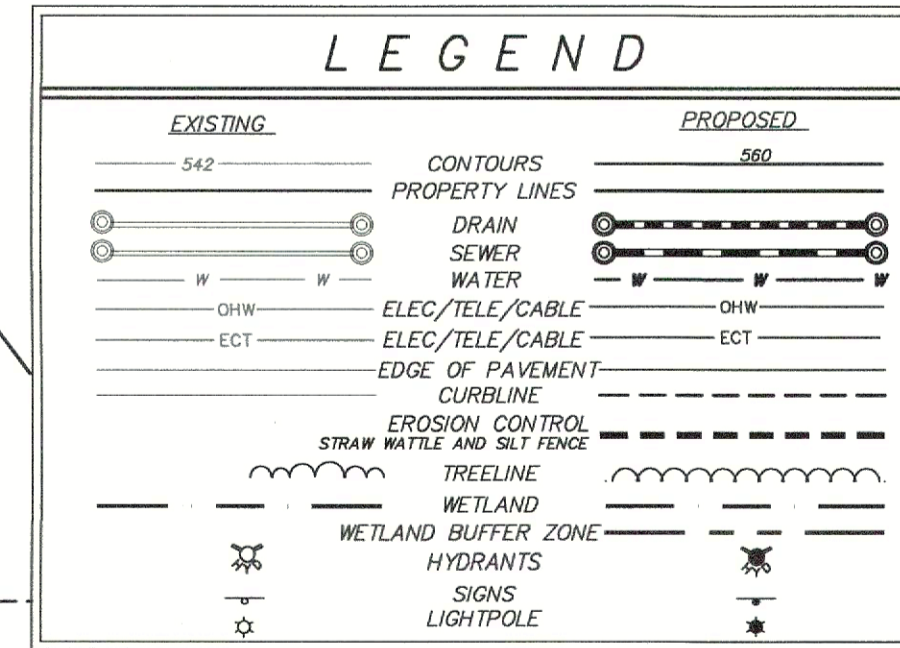 LEGEND
EXISTING PROPOSED
542 CONTOURS 560
PROPERTY LINES
DRAIN
SEWER
W W WATER W W W
OHW ELEC/TELE/CABLE OHW
ECT ELEC/TELE/CABLE ECT
EDGE OF PAVEMENT
CURBLINE
EROSION CONTROL
STRAW WATTLE AND SILT FENCE
TREELINE
WETLAND
WETLAND BUFFER ZONE
HYDRANTS
SIGNS
LIGHTPOLE